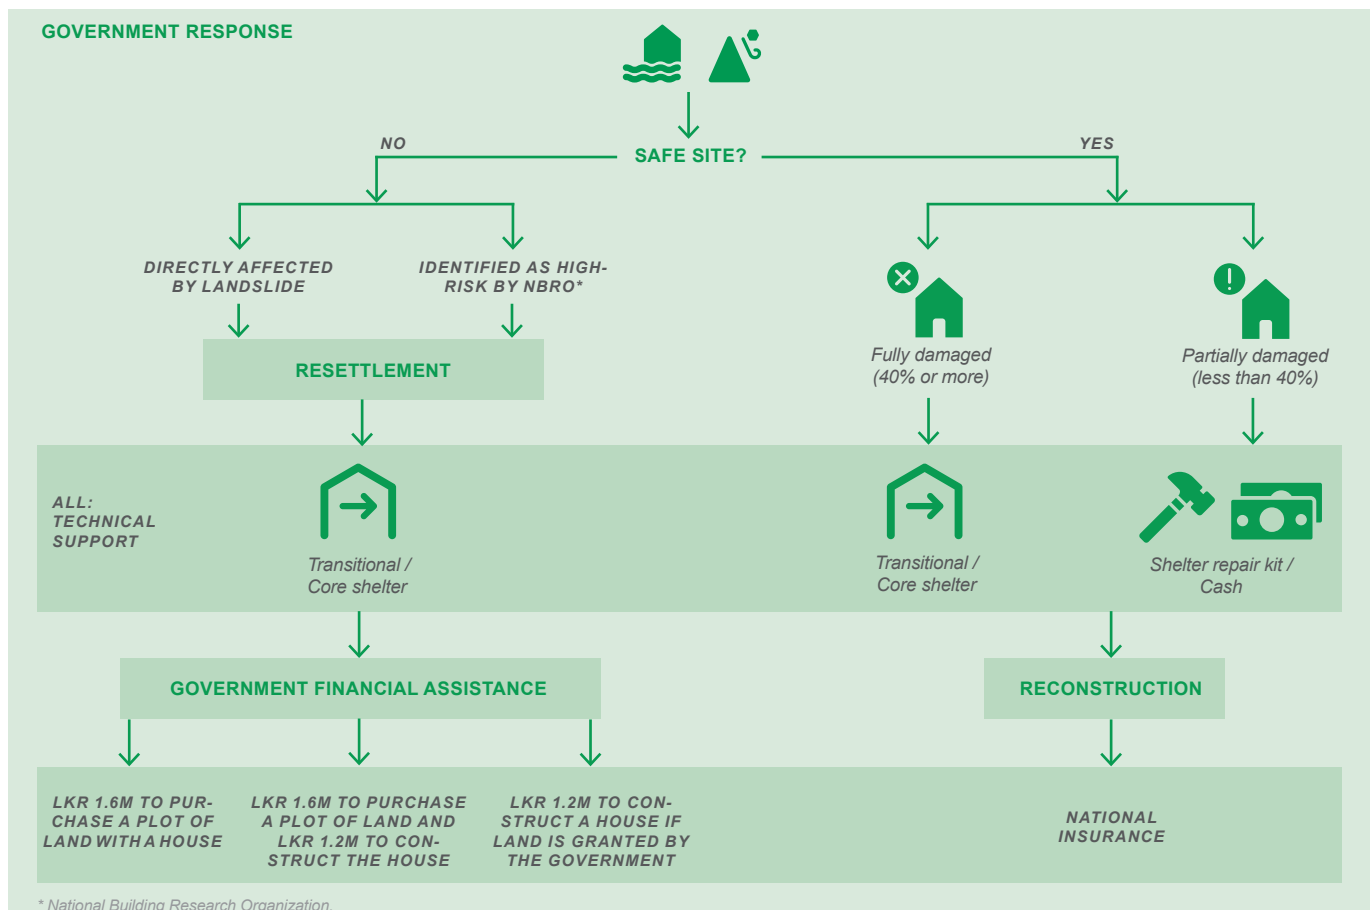 GOVERNMENT RESPONSE
NO
SAFE SITE?
YES
DIRECTLY AFFECTED
BY LANDSLIDE
IDENTIFIED AS HIGH-
RISK BY NBRO*
Fully damaged
(40% or more)
Partially damaged
(less than 40%)
RESETTLEMENT
ALL:
TECHNICAL
SUPPORT
Transitional /
Core shelter
Transitional /
Core shelter
Shelter repair kit /
Cash
GOVERNMENT FINANCIAL ASSISTANCE
RECONSTRUCTION
LKR 1.6M TO PUR-
CHASE A PLOT OF
LAND WITH A HOUSE
LKR 1.6M TO PURCHASE
A PLOT OF LAND AND
LKR 1.2M TO CON-
STRUCT THE HOUSE
LKR 1.2M TO CON-
STRUCT A HOUSE IF
LAND IS GRANTED BY
THE GOVERNMENT
NATIONAL
INSURANCE
* National Building Research Organization.